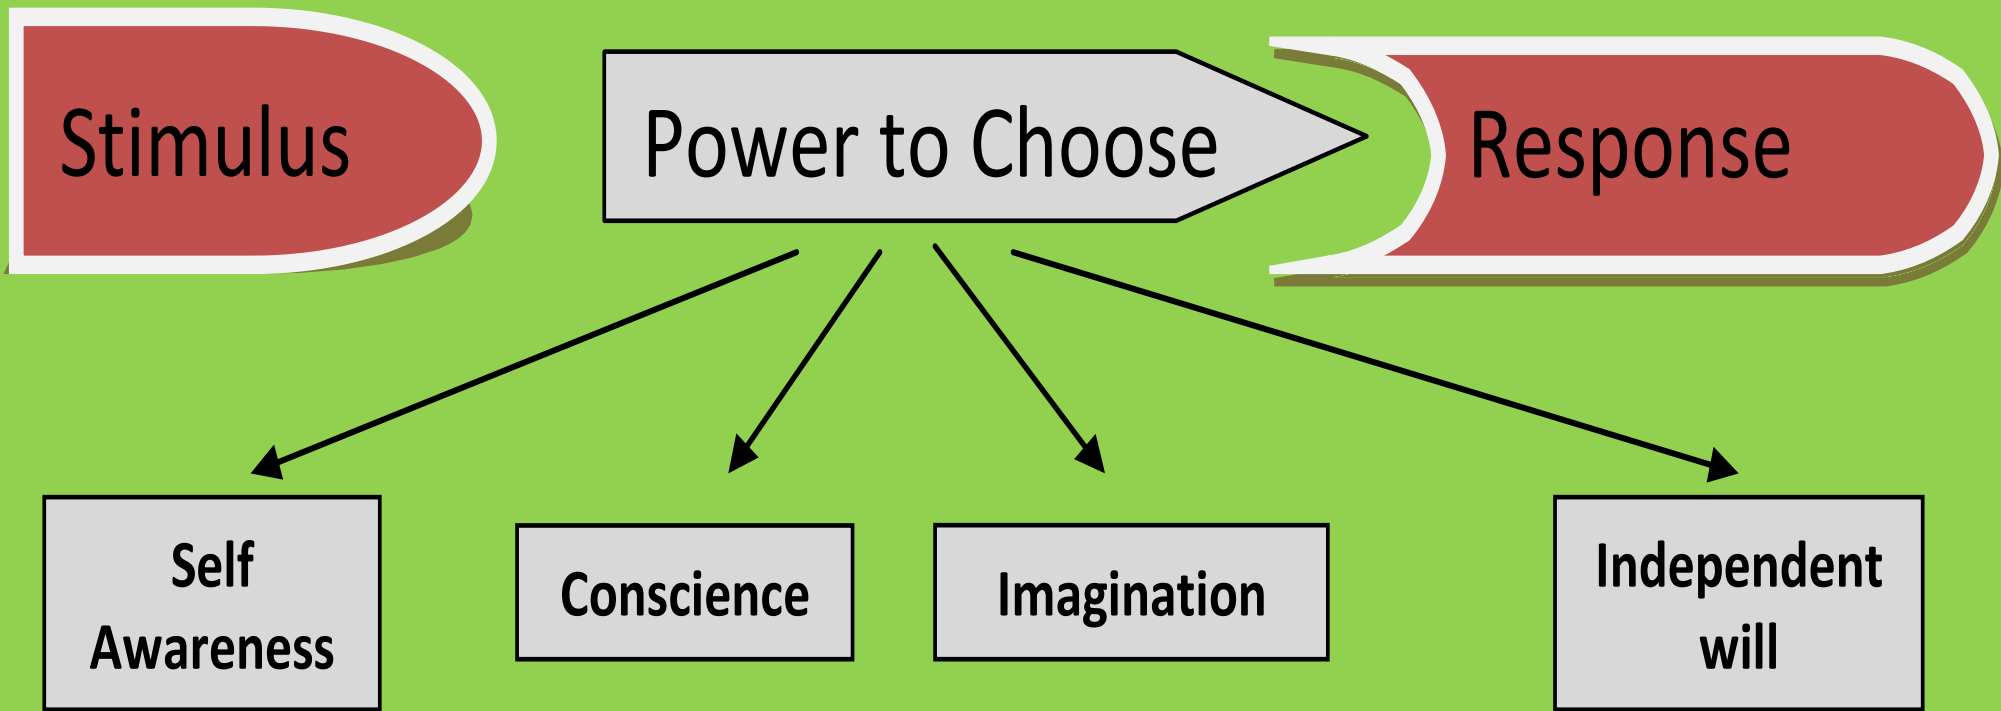 Stimulus
Power to Choose
Response
Self
Awareness
Conscience
Imagination
Independent
will